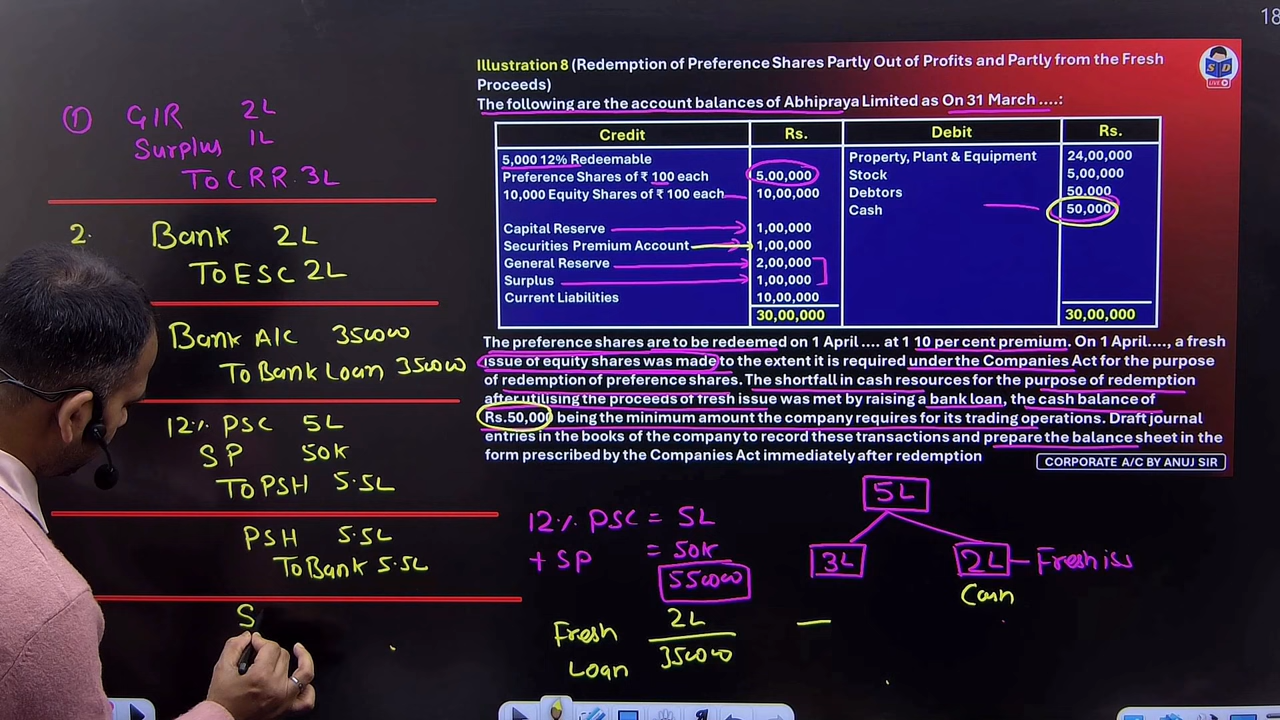 18
Illustration 8 (Redemption of Preference Shares Partly Out of Profits and Partly from the Fresh
Proceeds)
The following are the account balances of Abhipraya Limited as On 31 March ....:
Credit Rs. Debit Rs.
5,000 12% Redeemable Property, Plant & Equipment 24,00,000
Preference Shares of ₹ 100 each 5,00,000 Stock 5,00,000
10,000 Equity Shares of ₹ 100 each 10,00,000 Debtors 50,000
Cash 50,000
Capital Reserve 1,00,000
Securities Premium Account 1,00,000
General Reserve 2,00,000
Surplus 1,00,000
Current Liabilities 10,00,000
30,00,000 30,00,000
The preference shares are to be redeemed on 1 April .... at 1 10 per cent premium. On 1 April...., a fresh
issue of equity shares was made to the extent it is required under the Companies Act for the purpose
of redemption of preference shares. The shortfall in cash resources for the purpose of redemption
after utilising the proceeds of fresh issue was met by raising a bank loan, the cash balance of
Rs.50,000 being the minimum amount the company requires for its trading operations. Draft journal
entries in the books of the company to record these transactions and prepare the balance sheet in the
form prescribed by the Companies Act immediately after redemption
CORPORATE A/C BY ANUJ SIR
SD
LIVE
① G/R 2L
Surplus 1L
To CRR 3L
2. Bank 2L
To ESC 2L
Bank A/C 350000
To Bank Loan 350000
12% PSC 5L
SP 50K
To PSH 5.5L
PSH 5.5L
To Bank 5.5L
S
12% PSC = 5L
+ SP = 50K
550000
Fresh 2L
Loan 350000
5L
3L 2L – Fresh iss
Cash